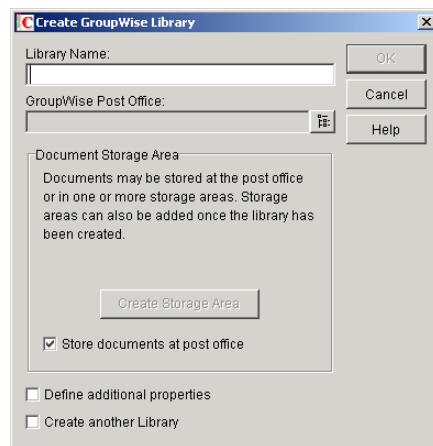 Create GroupWise Library
Library Name:
OK
GroupWise Post Office:
Cancel
Help
Document Storage Area
Documents may be stored at the post office
or in one or more storage areas. Storage
areas can also be added once the library has
been created.
Create Storage Area
Store documents at post office
Define additional properties
Create another Library